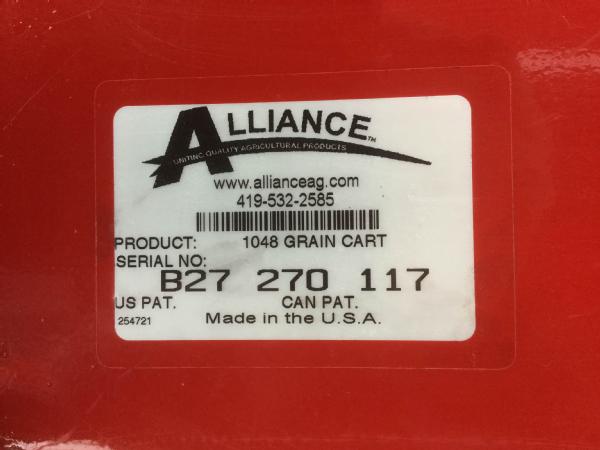 ALLIANCE™
UNITING QUALITY AGRICULTURAL PRODUCTS
www.allianceag.com
419-532-2585
PRODUCT: 1048 GRAIN CART
SERIAL NO:
B27 270 117
US PAT. CAN PAT.
254721 Made in the U.S.A.